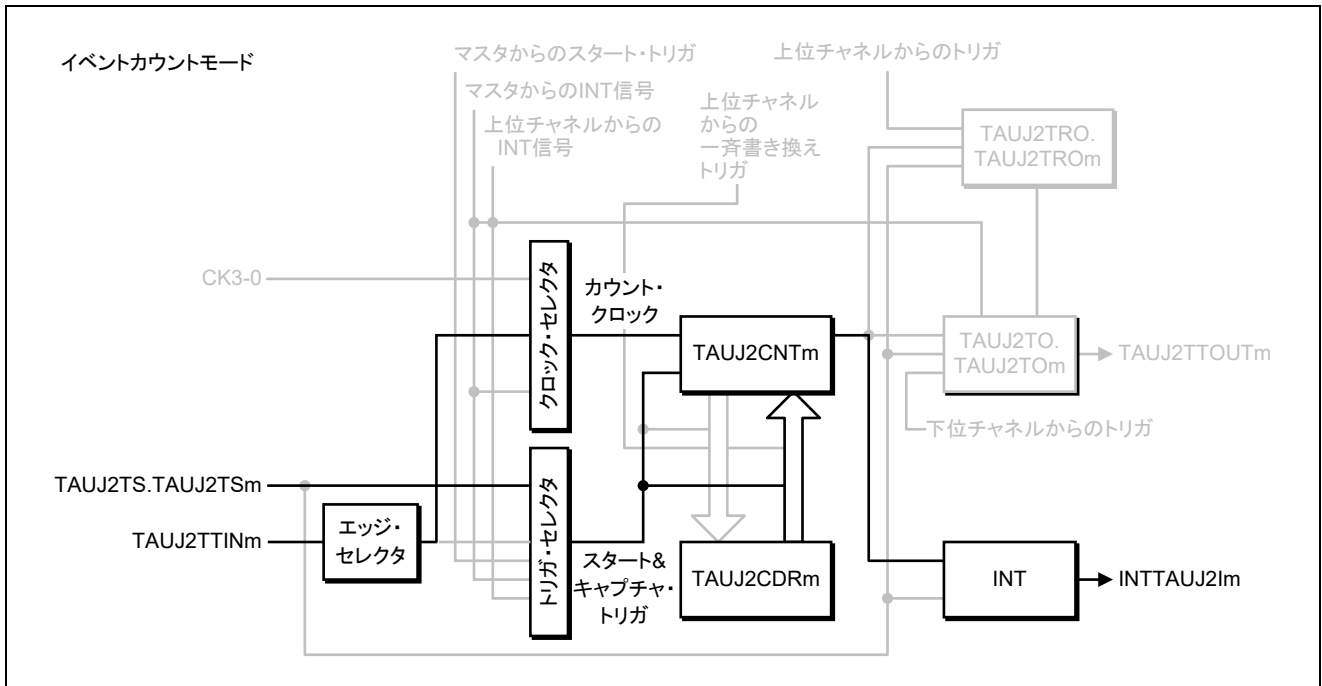 イベントカウントモード
マスタからのスタート・トリガ
上位チャネルからのトリガ
マスタからのINT信号
上位チャネルからの
INT信号
上位チャネル
からの
一斉書き換え
トリガ
TAUJ2TRO.
TAUJ2TROm
CK3-0
クロック・セレクタ
カウント・
クロック
TAUJ2CNTm
TAUJ2TO.
TAUJ2TOm
TAUJ2TTOUTm
下位チャネルからのトリガ
TAUJ2TS.TAUJ2TSm
TAUJ2TTINm
エッジ・
セレクタ
トリガ・セレクタ
スタート&
キャプチャ・
トリガ
TAUJ2CDRm
INT
INTTAUJ2Im